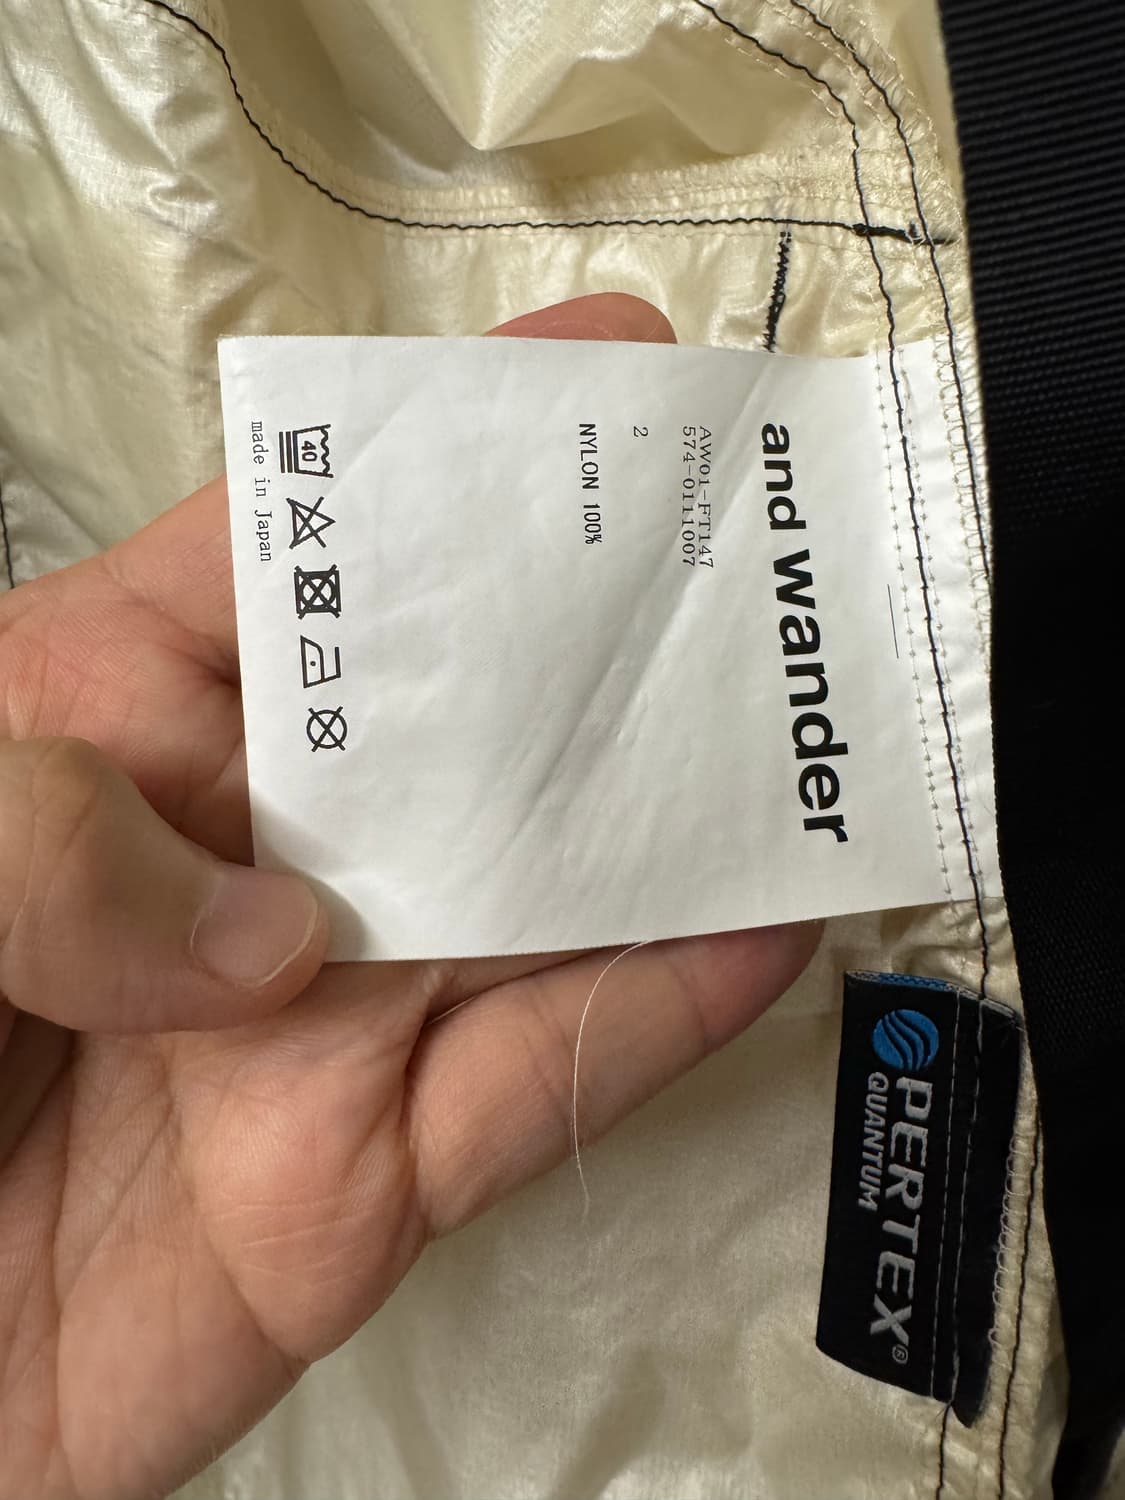 and wander
AW01-FT147
574-0111007
2
NYLON 100%
40
made in Japan
PERTEX®
QUANTUM